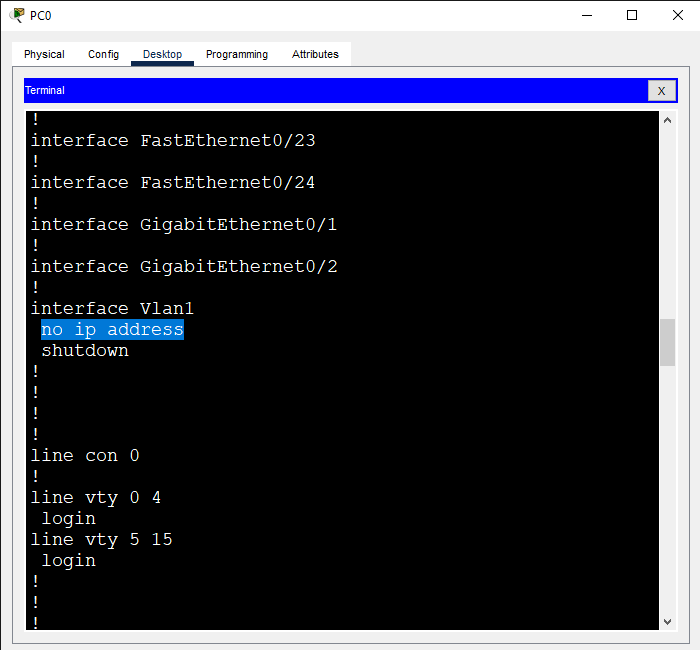 PC0
Physical Config Desktop Programming Attributes
Terminal X
!
interface FastEthernet0/23
!
interface FastEthernet0/24
!
interface GigabitEthernet0/1
!
interface GigabitEthernet0/2
!
interface Vlan1
 no ip address
 shutdown
!
!
!
!
line con 0
!
line vty 0 4
 login
line vty 5 15
 login
!
!
!